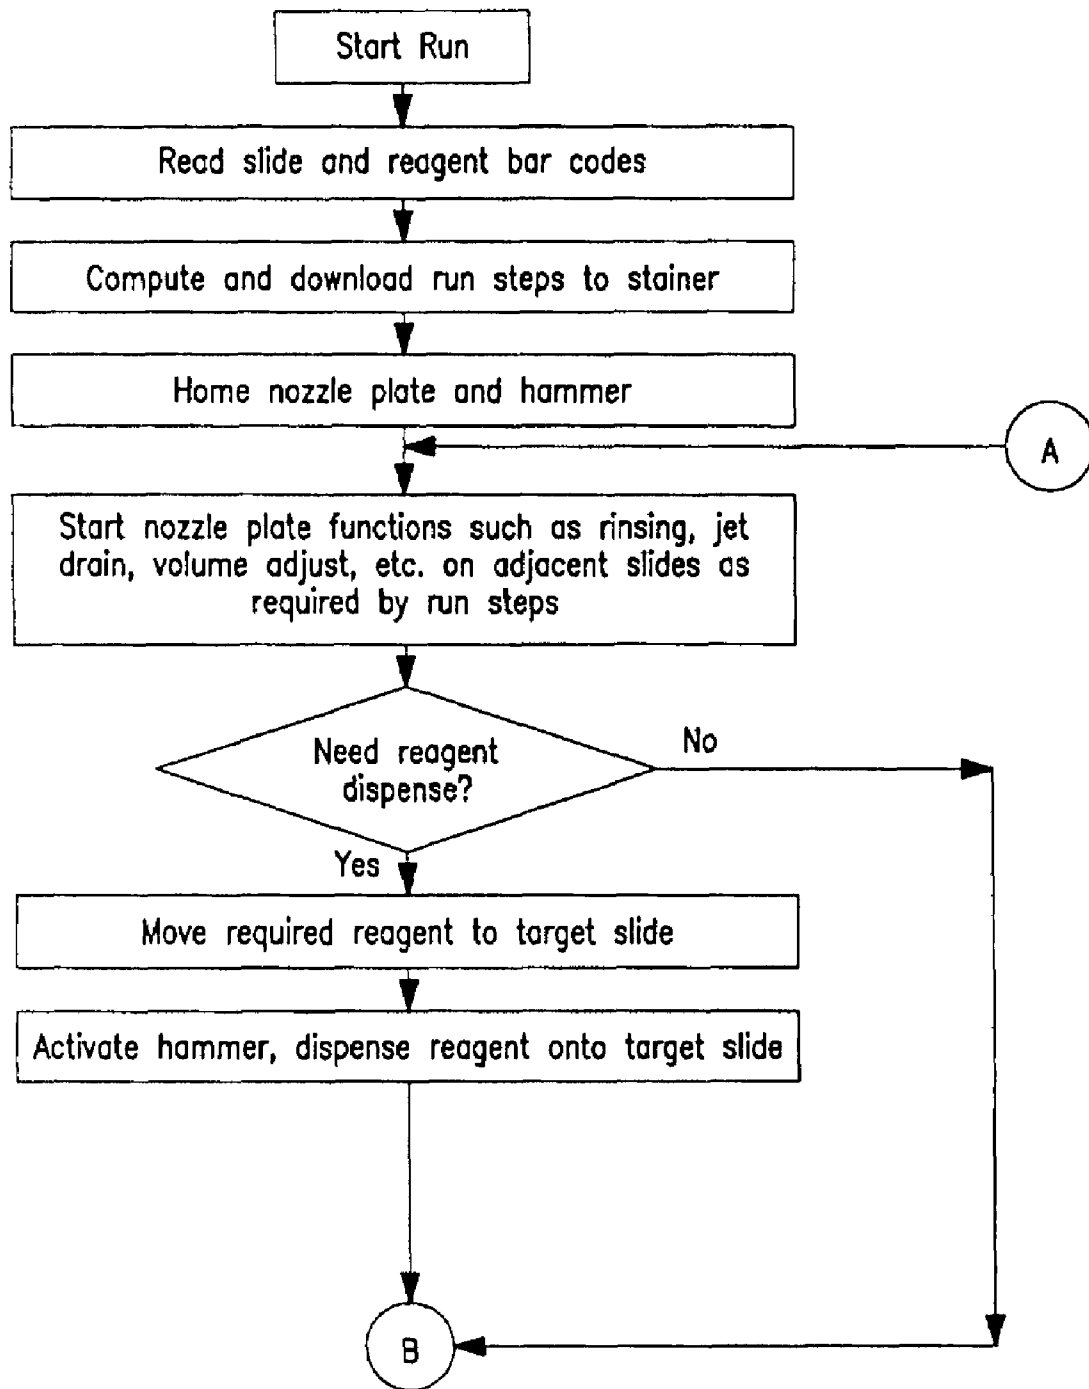 Start Run
Read slide and reagent bar codes
Compute and download run steps to stainer
Home nozzle plate and hammer
A
Start nozzle plate functions such as rinsing, jet
drain, volume adjust, etc. on adjacent slides as
required by run steps
Need reagent
dispense?
No
Yes
Move required reagent to target slide
Activate hammer, dispense reagent onto target slide
B